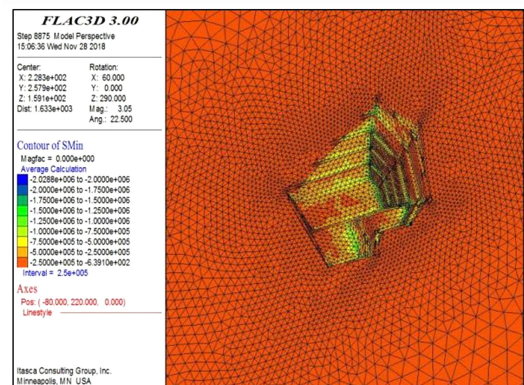 FLAC3D 3.00
Step 8875 Model Perspective
15:06:36 Wed Nov 28 2018
Center: Rotation:
X: 2.283e+002 X: 60.000
Y: 2.579e+002 Y: 0.000
Z: 1.591e+002 Z: 290.000
Dist: 1.633e+003 Mag.: 3.05
Ang.: 22.500
Contour of SMin
Magfac = 0.000e+000
Average Calculation
-2.0288e+006 to -2.0000e+006
-2.0000e+006 to -1.7500e+006
-1.7500e+006 to -1.5000e+006
-1.5000e+006 to -1.2500e+006
-1.2500e+006 to -1.0000e+006
-1.0000e+006 to -7.5000e+005
-7.5000e+005 to -5.0000e+005
-5.0000e+005 to -2.5000e+005
-2.5000e+005 to -6.3910e+002
Interval = 2.5e+005
Axes
Pos: ( -80.000, 220.000, 0.000)
Linestyle
Itasca Consulting Group, Inc.
Minneapolis, MN USA